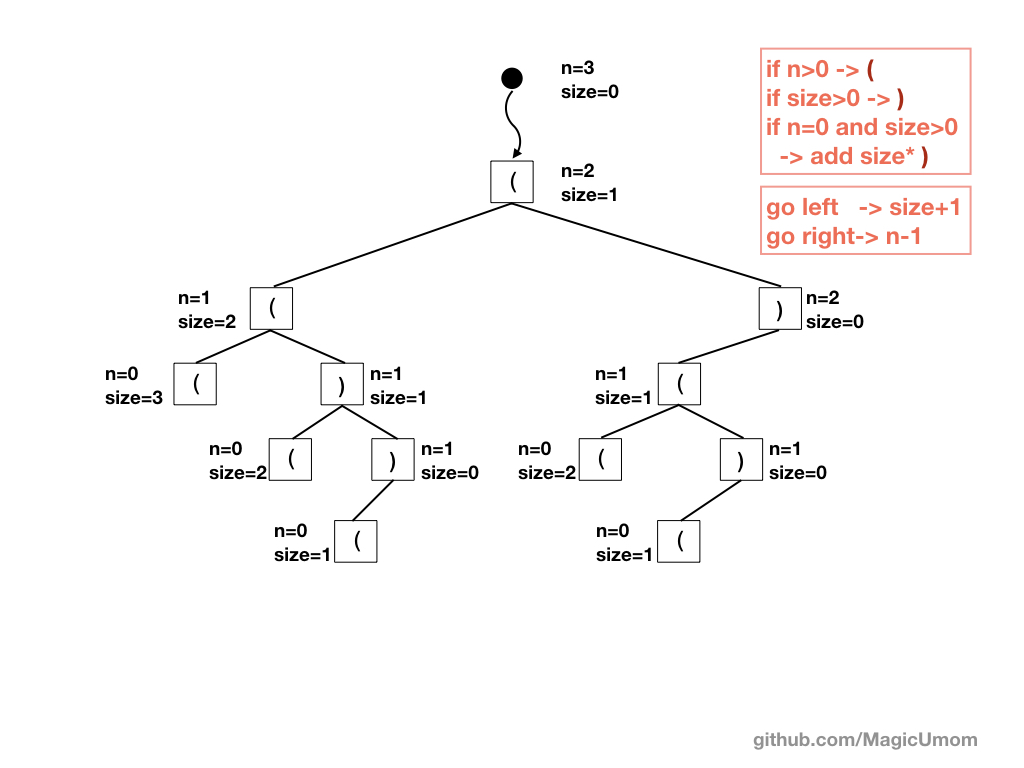 n=3
size=0
if n>0 -> (
if size>0 -> )
if n=0 and size>0
-> add size* )
(
n=2
size=1
go left -> size+1
go right-> n-1
n=1
size=2
(
)
n=2
size=0
n=0
size=3
(
)
n=1
size=1
n=1
size=1
(
n=0
size=2
(
)
n=1
size=0
n=0
size=2
(
)
n=1
size=0
n=0
size=1
(
n=0
size=1
(
github.com/MagicUmom